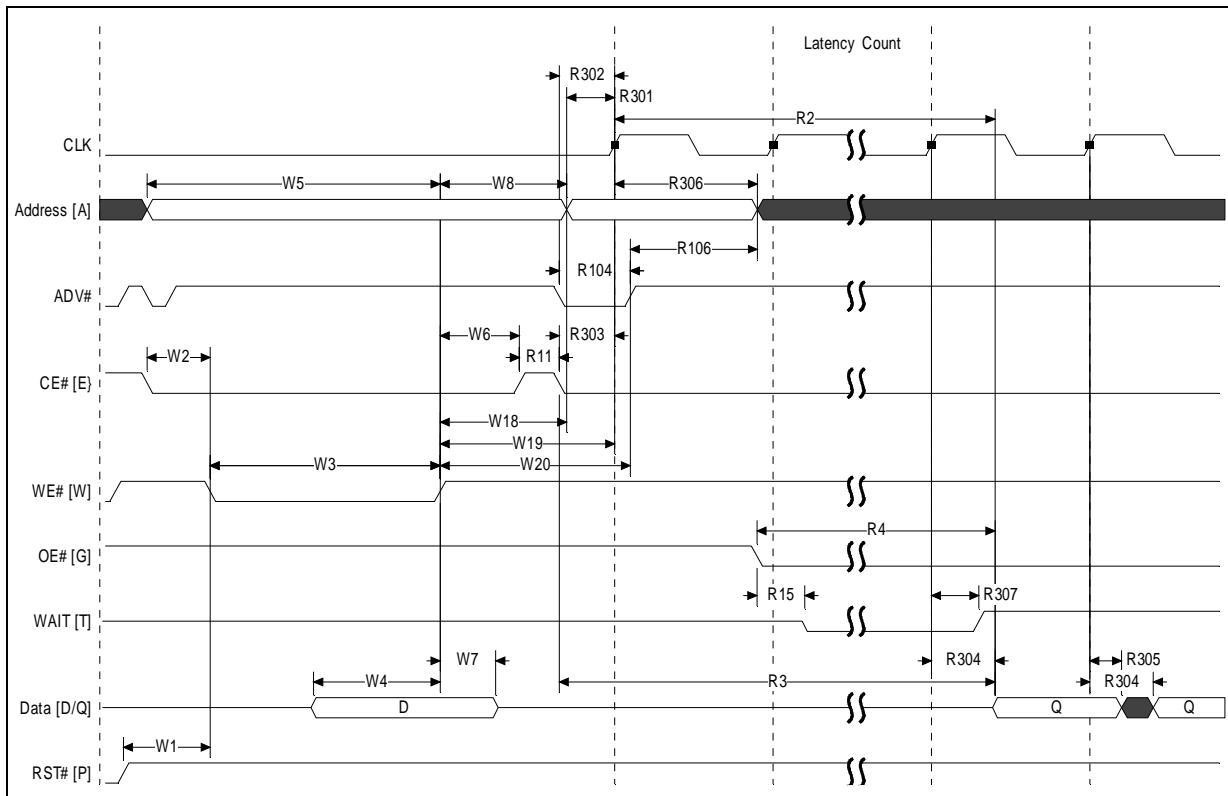 Latency Count
R302
R301
R2
CLK
W5 W8 R306
Address [A]
R106
R104
ADV#
W6 R303
W2 R11
CE# [E}
W18
W19
W3 W20
WE# [W]
R4
OE# [G]
R15 R307
WAIT [T]
W7 R304 R305
W4 R3 R304
Data [D/Q] D Q Q
W1
RST# [P]